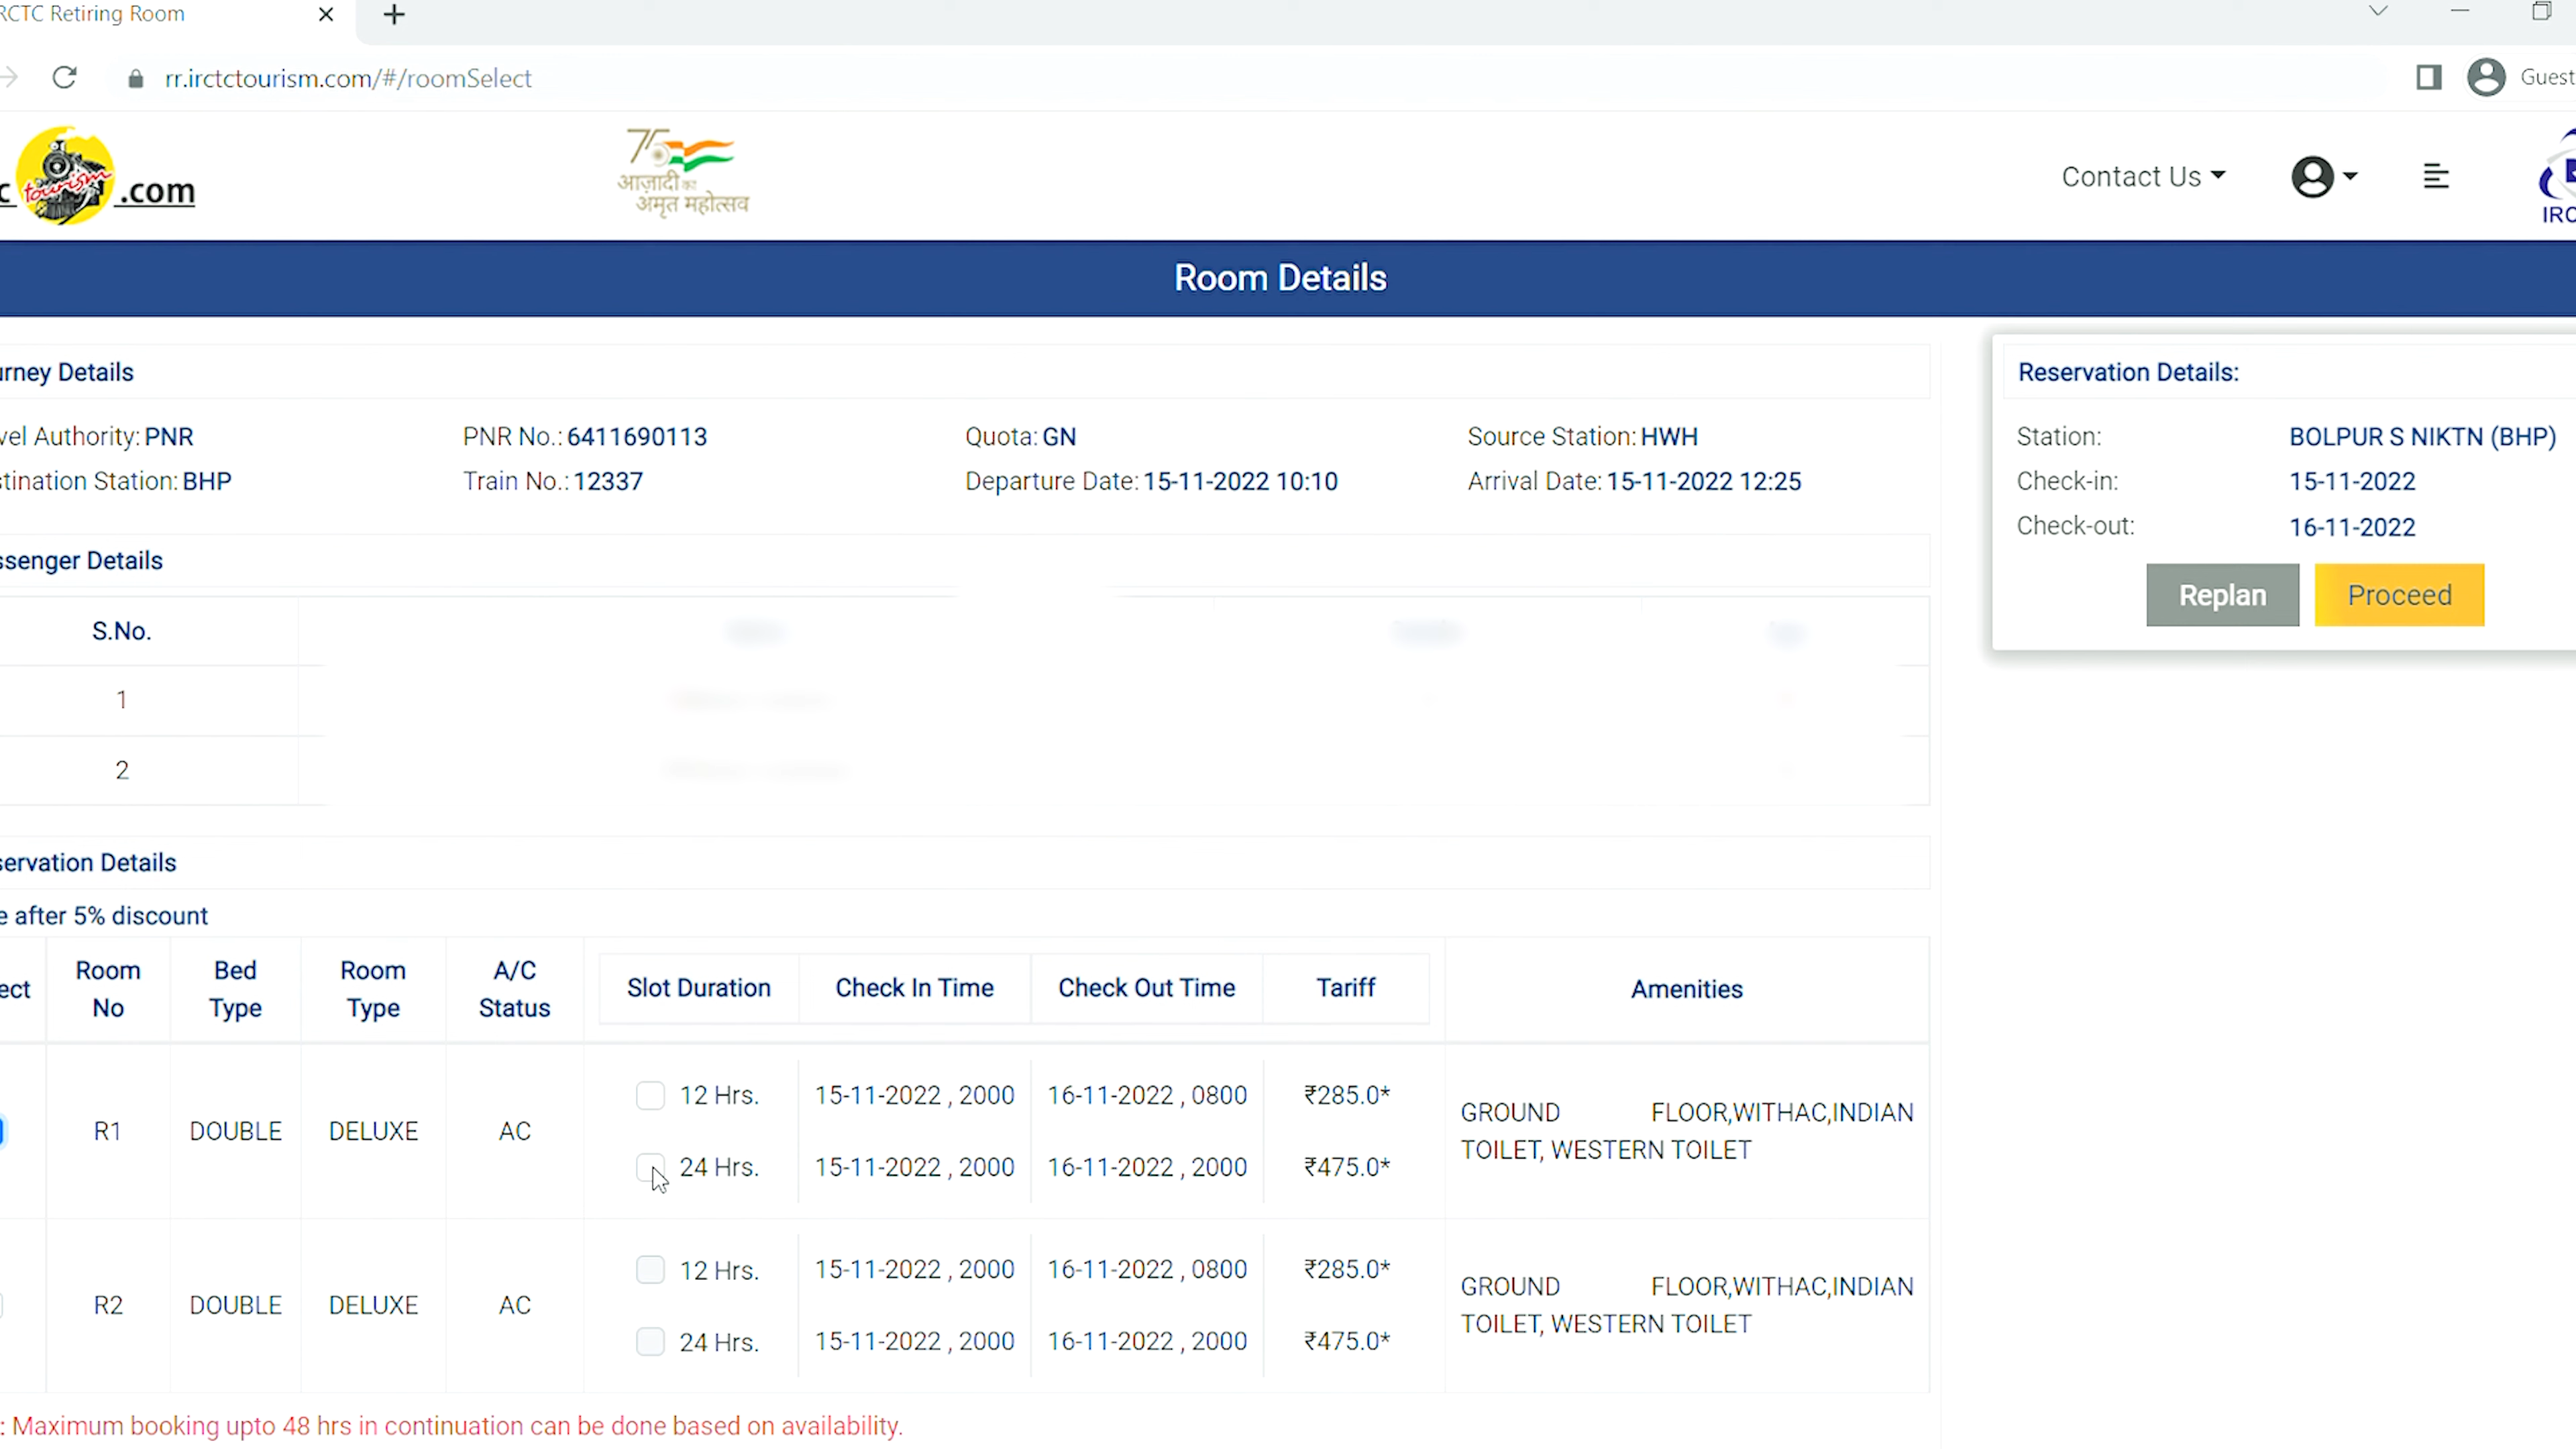 RCTC Retiring Room
rr.irctctourism.com/#/roomSelect
Guest
c tourism .com
75
आज़ादी का
अमृत महोत्सव
Contact Us
IRC
Room Details
urney Details
vel Authority: PNR PNR No.: 6411690113 Quota: GN Source Station: HWH
stination Station: BHP Train No.: 12337 Departure Date: 15-11-2022 10:10 Arrival Date: 15-11-2022 12:25
Reservation Details:
Station: BOLPUR S NIKTN (BHP)
Check-in: 15-11-2022
Check-out: 16-11-2022
Replan Proceed
ssenger Details
S.No.
1
2
servation Details
e after 5% discount
ect Room No Bed Type Room Type A/C Status Slot Duration Check In Time Check Out Time Tariff Amenities
R1 DOUBLE DELUXE AC
12 Hrs. 15-11-2022 , 2000 16-11-2022 , 0800 ₹285.0*
24 Hrs. 15-11-2022 , 2000 16-11-2022 , 2000 ₹475.0*
GROUND FLOOR,WITHAC,INDIAN
TOILET, WESTERN TOILET
R2 DOUBLE DELUXE AC
12 Hrs. 15-11-2022 , 2000 16-11-2022 , 0800 ₹285.0*
24 Hrs. 15-11-2022 , 2000 16-11-2022 , 2000 ₹475.0*
GROUND FLOOR,WITHAC,INDIAN
TOILET, WESTERN TOILET
: Maximum booking upto 48 hrs in continuation can be done based on availability.